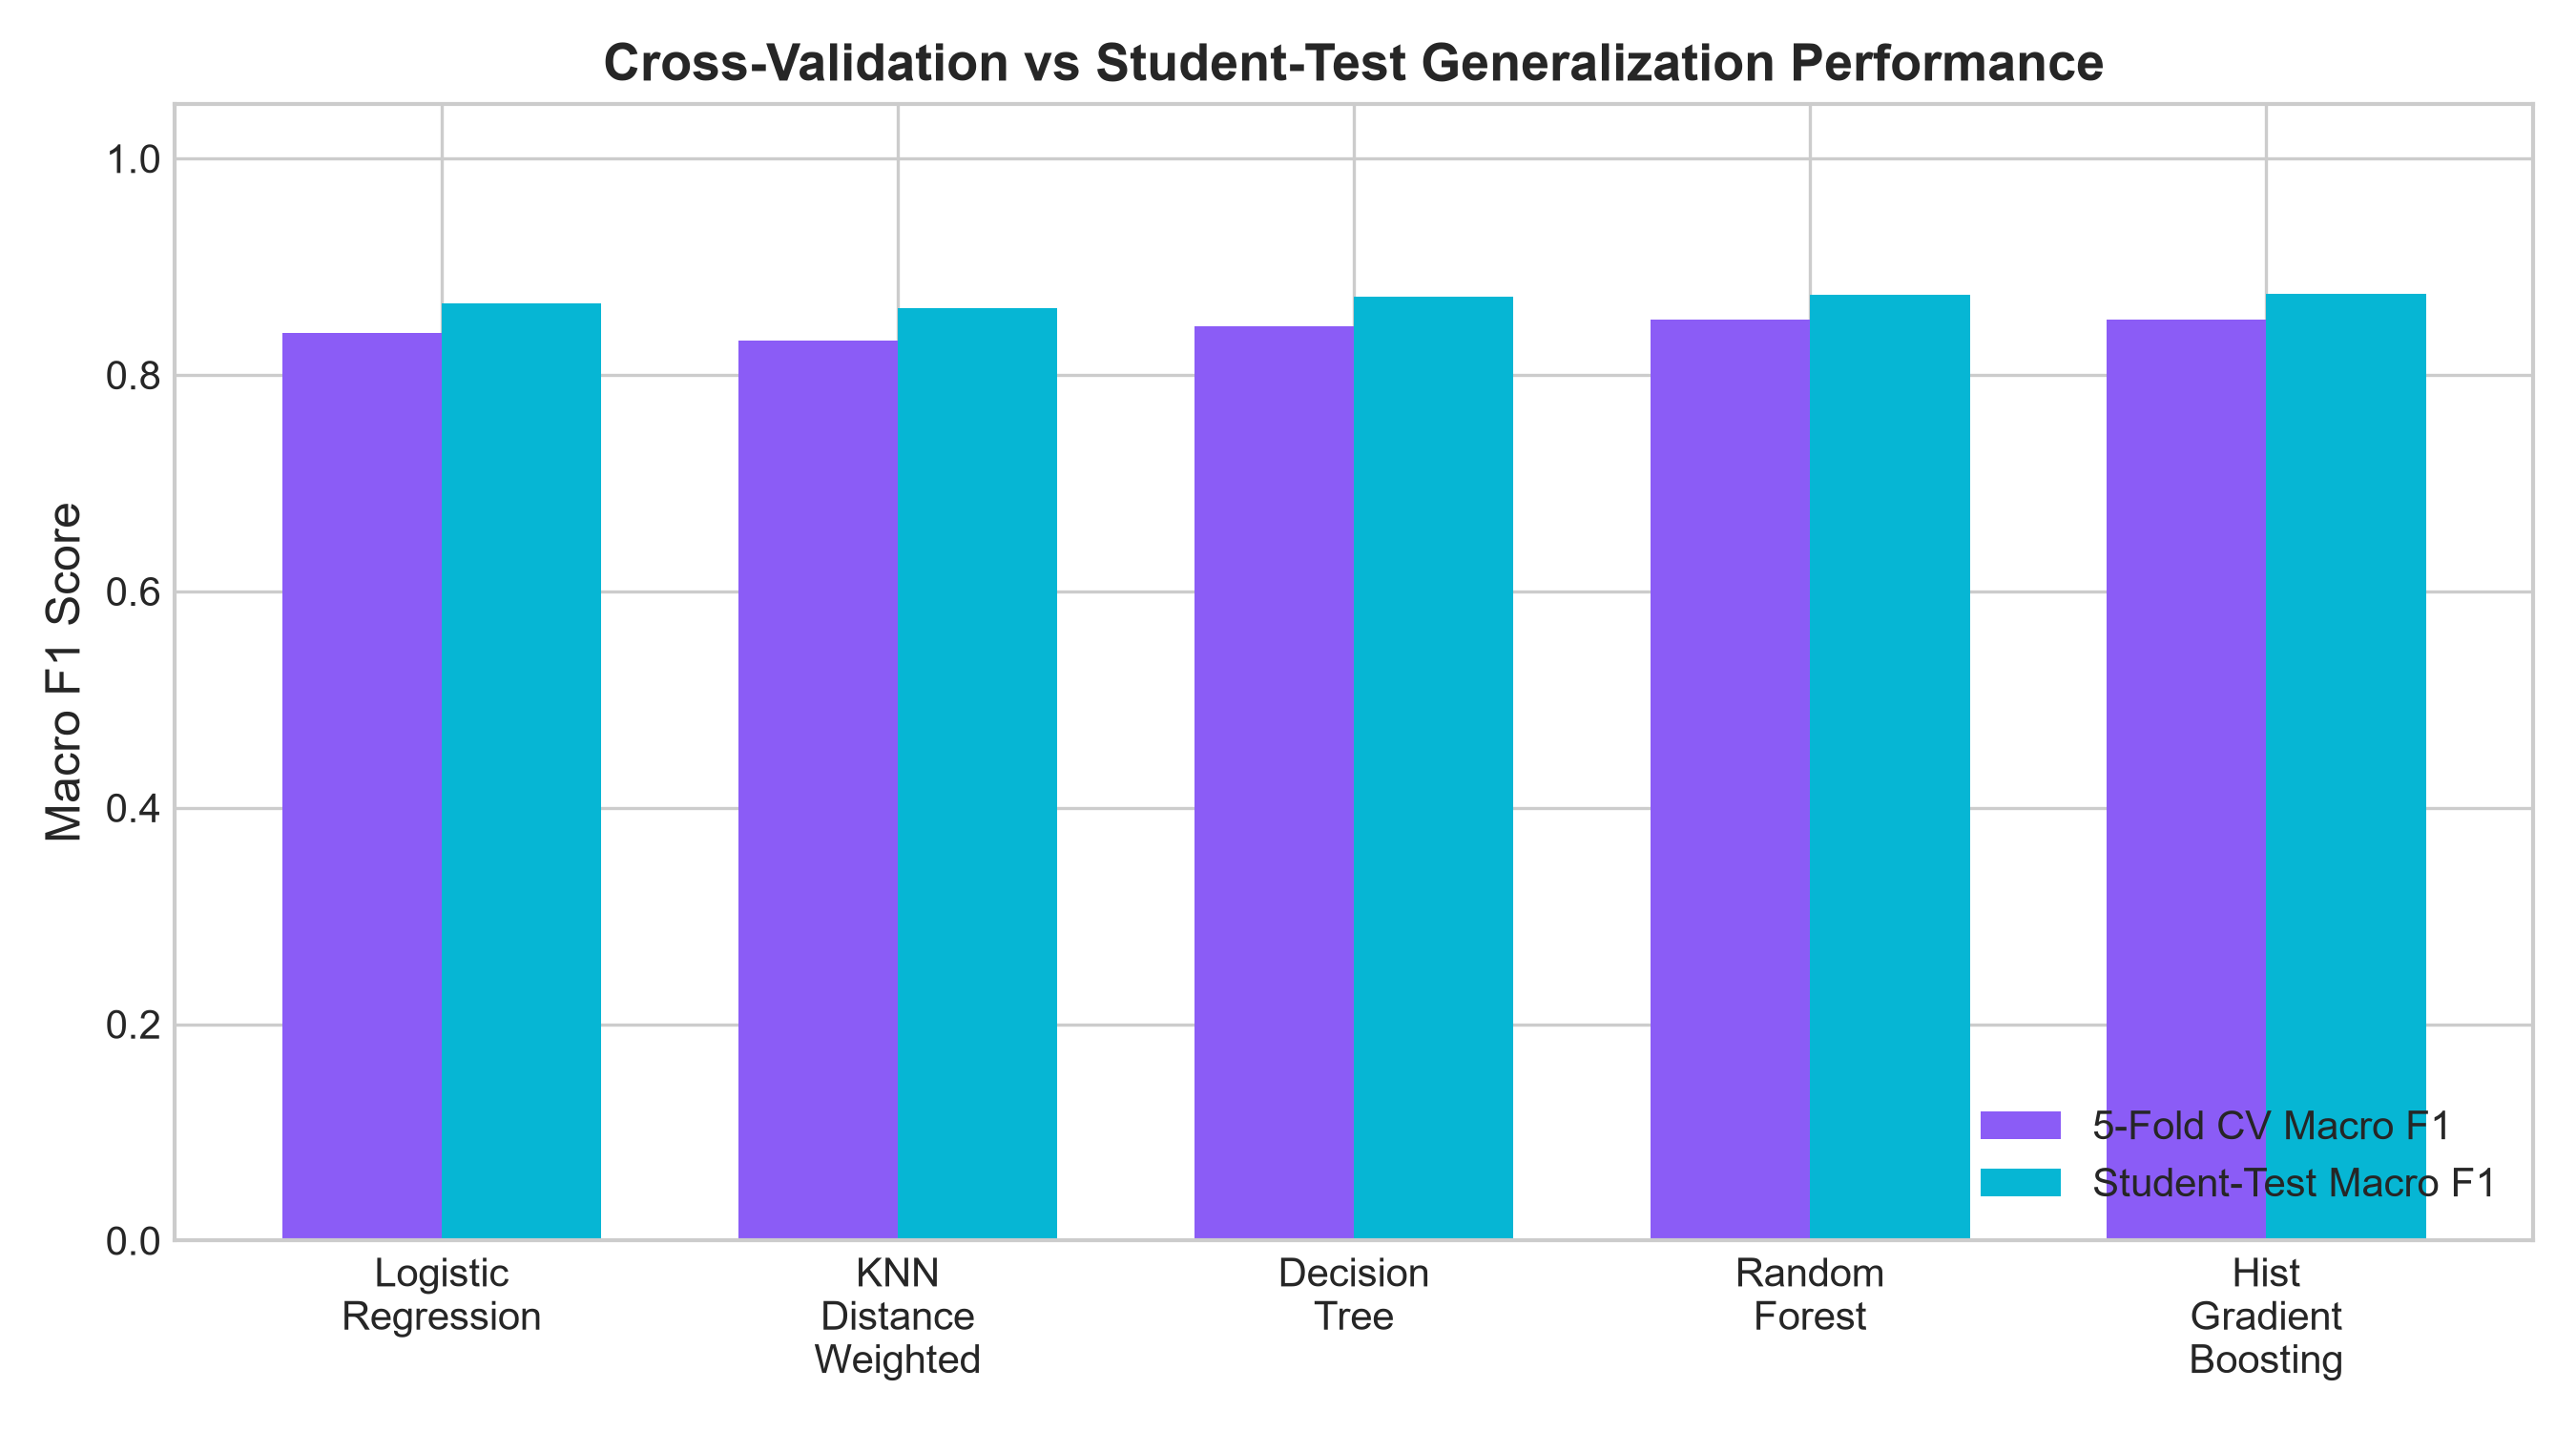 Cross-Validation vs Student-Test Generalization Performance
Macro F1 Score
1.0
0.8
0.6
0.4
0.2
0.0
Logistic
Regression
KNN
Distance
Weighted
Decision
Tree
Random
Forest
Hist
Gradient
Boosting
5-Fold CV Macro F1
Student-Test Macro F1